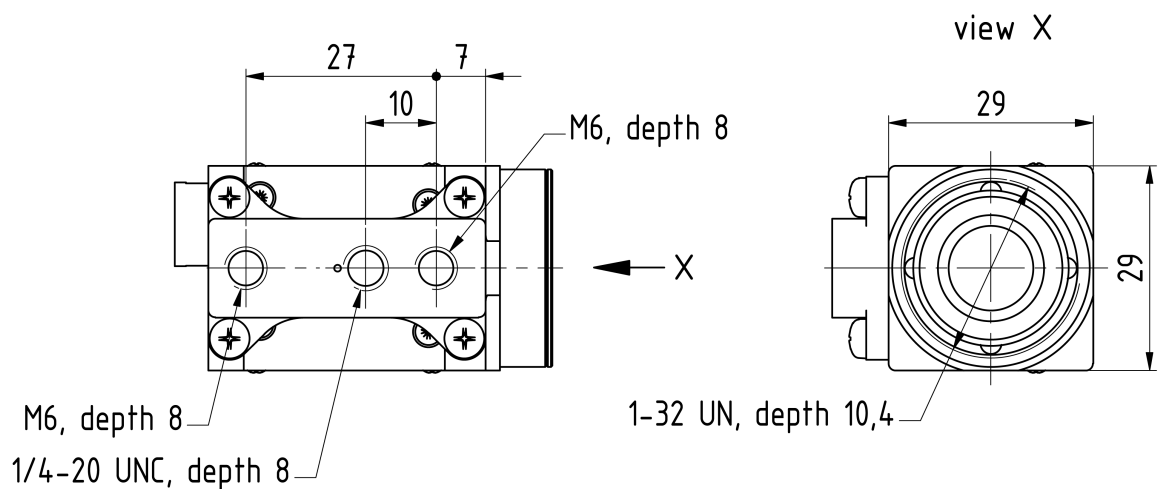 view X
27
7
10
29
M6, depth 8
X
29
1-32 UN, depth 10,4
M6, depth 8
1/4-20 UNC, depth 8